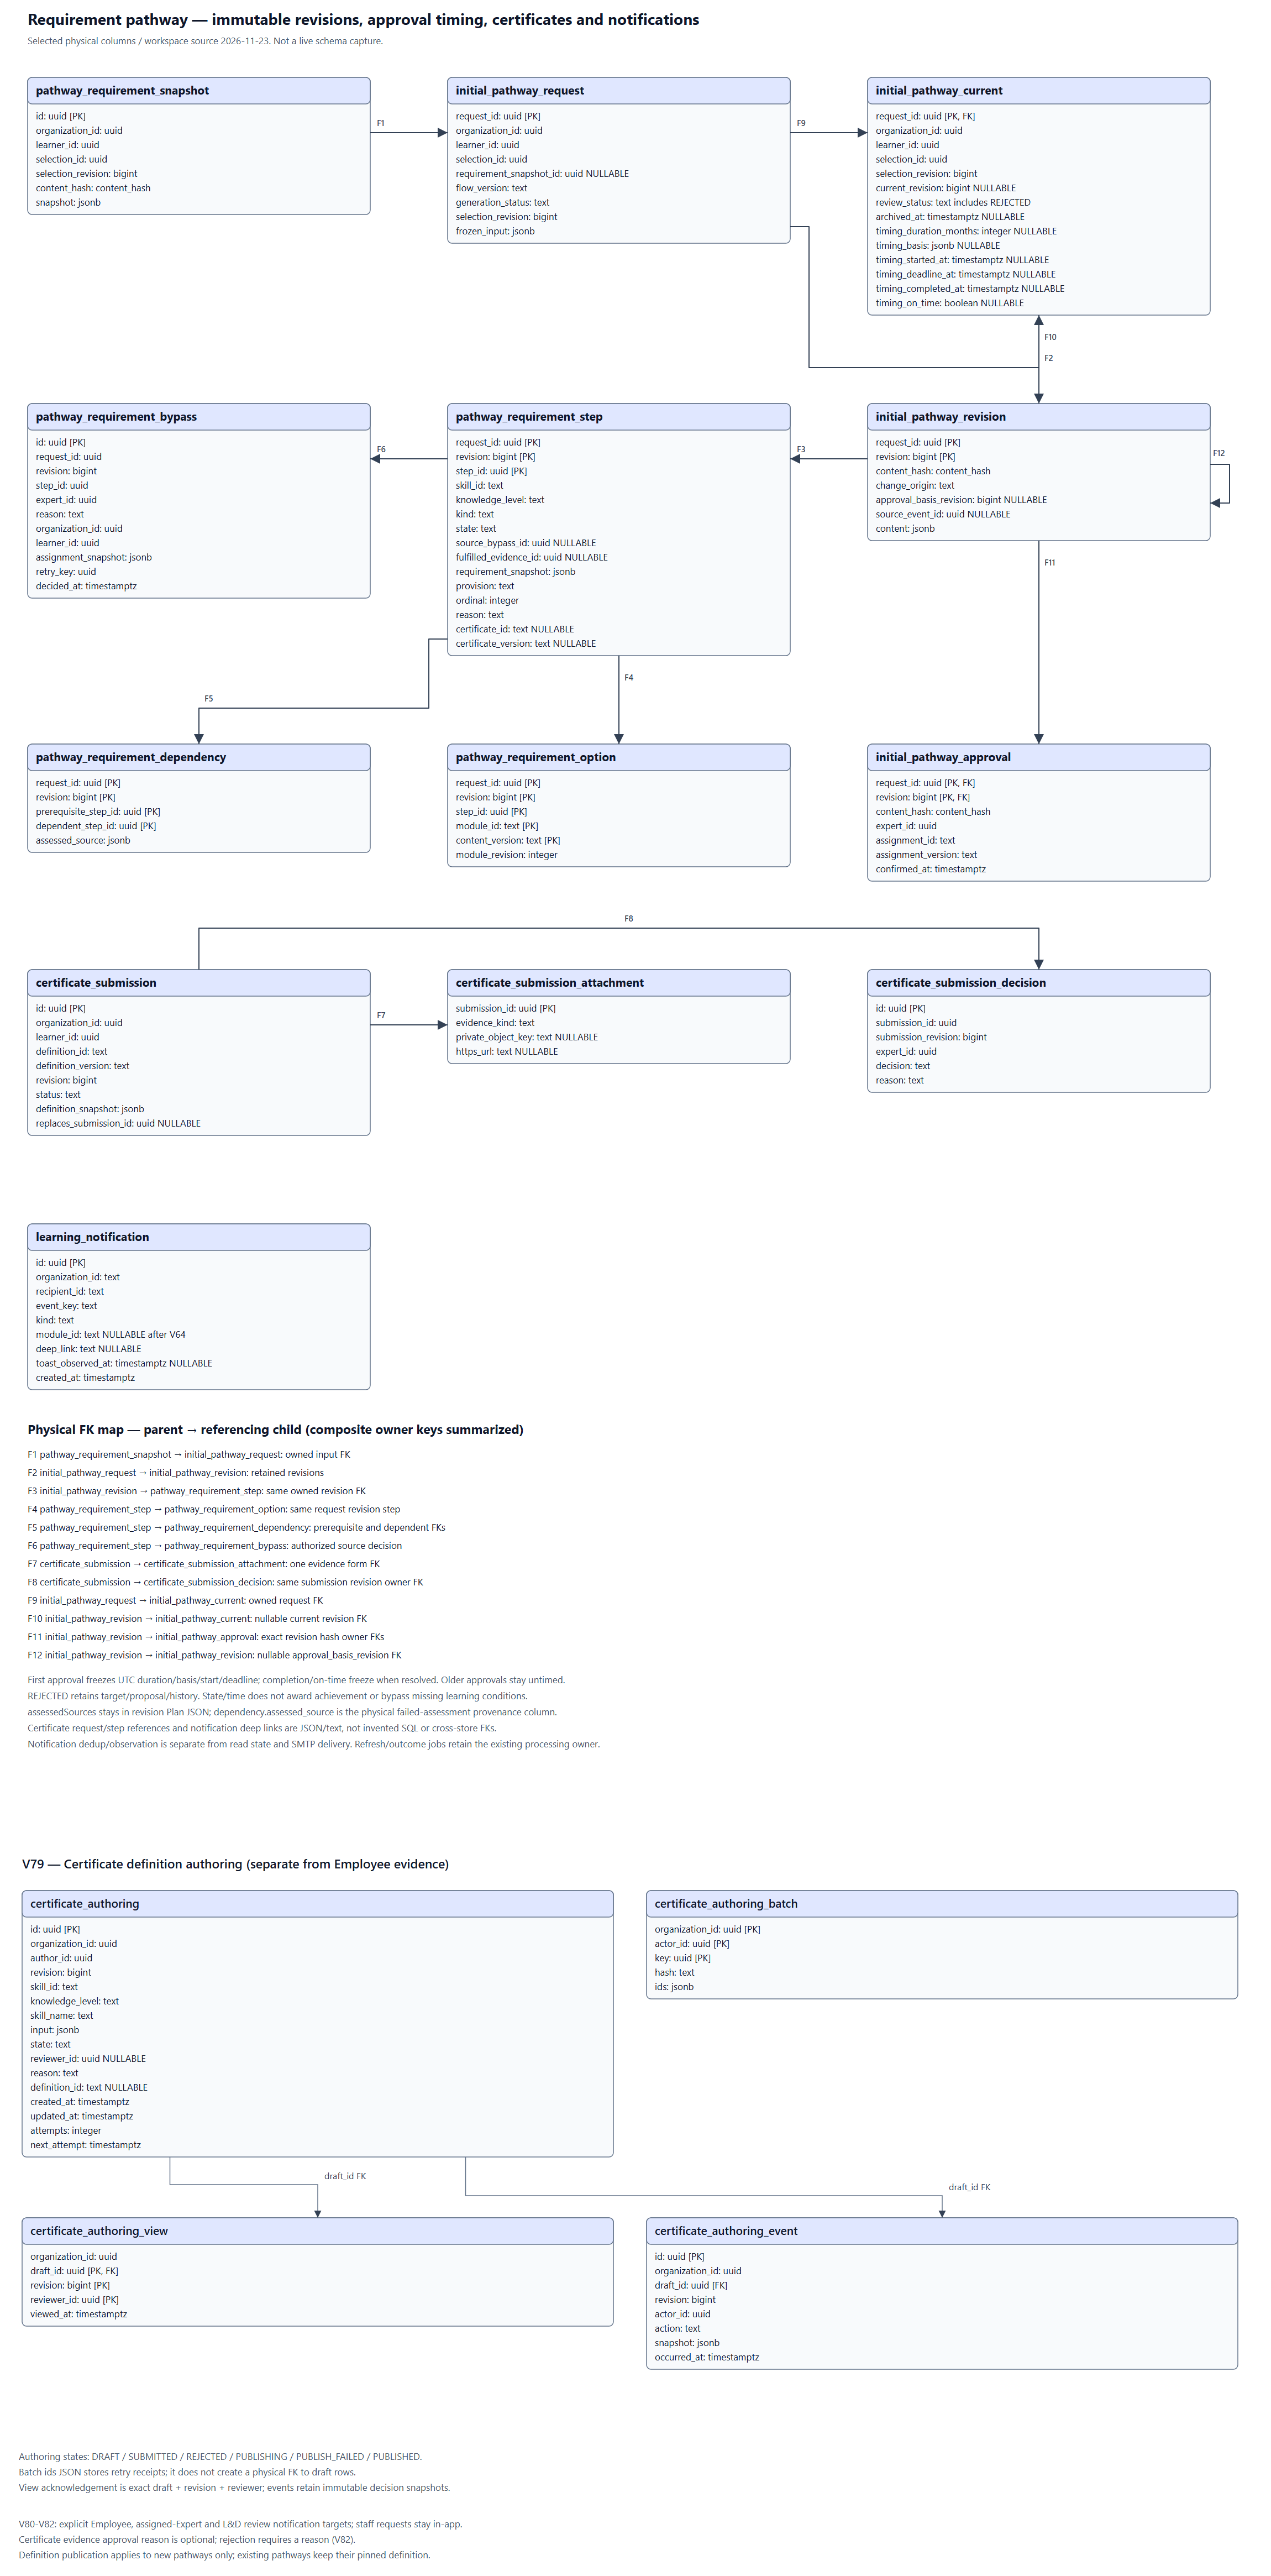 Requirement pathway — immutable revisions, approval timing, certificates and notifications
Selected physical columns / workspace source 2026-11-23. Not a live schema capture.
pathway_requirement_snapshot
id: uuid [PK]
organization_id: uuid
learner_id: uuid
selection_id: uuid
selection_revision: bigint
content_hash: content_hash
snapshot: jsonb
F1
initial_pathway_request
request_id: uuid [PK]
organization_id: uuid
learner_id: uuid
selection_id: uuid
requirement_snapshot_id: uuid NULLABLE
flow_version: text
generation_status: text
selection_revision: bigint
frozen_input: jsonb
F9
initial_pathway_current
request_id: uuid [PK, FK]
organization_id: uuid
learner_id: uuid
selection_id: uuid
selection_revision: bigint
current_revision: bigint NULLABLE
review_status: text includes REJECTED
archived_at: timestamptz NULLABLE
timing_duration_months: integer NULLABLE
timing_basis: jsonb NULLABLE
timing_started_at: timestamptz NULLABLE
timing_deadline_at: timestamptz NULLABLE
timing_completed_at: timestamptz NULLABLE
timing_on_time: boolean NULLABLE
F10
F2
pathway_requirement_bypass
id: uuid [PK]
request_id: uuid
revision: bigint
step_id: uuid
expert_id: uuid
reason: text
organization_id: uuid
learner_id: uuid
assignment_snapshot: jsonb
retry_key: uuid
decided_at: timestamptz
F6
pathway_requirement_step
request_id: uuid [PK]
revision: bigint [PK]
step_id: uuid [PK]
skill_id: text
knowledge_level: text
kind: text
state: text
source_bypass_id: uuid NULLABLE
fulfilled_evidence_id: uuid NULLABLE
requirement_snapshot: jsonb
provision: text
ordinal: integer
reason: text
certificate_id: text NULLABLE
certificate_version: text NULLABLE
F3
initial_pathway_revision
request_id: uuid [PK]
revision: bigint [PK]
content_hash: content_hash
change_origin: text
approval_basis_revision: bigint NULLABLE
source_event_id: uuid NULLABLE
content: jsonb
F12
F11
F4
F5
pathway_requirement_dependency
request_id: uuid [PK]
revision: bigint [PK]
prerequisite_step_id: uuid [PK]
dependent_step_id: uuid [PK]
assessed_source: jsonb
pathway_requirement_option
request_id: uuid [PK]
revision: bigint [PK]
step_id: uuid [PK]
module_id: text [PK]
content_version: text [PK]
module_revision: integer
initial_pathway_approval
request_id: uuid [PK, FK]
revision: bigint [PK, FK]
content_hash: content_hash
expert_id: uuid
assignment_id: text
assignment_version: text
confirmed_at: timestamptz
F8
certificate_submission
id: uuid [PK]
organization_id: uuid
learner_id: uuid
definition_id: text
definition_version: text
revision: bigint
status: text
definition_snapshot: jsonb
replaces_submission_id: uuid NULLABLE
F7
certificate_submission_attachment
submission_id: uuid [PK]
evidence_kind: text
private_object_key: text NULLABLE
https_url: text NULLABLE
certificate_submission_decision
id: uuid [PK]
submission_id: uuid
submission_revision: bigint
expert_id: uuid
decision: text
reason: text
learning_notification
id: uuid [PK]
organization_id: text
recipient_id: text
event_key: text
kind: text
module_id: text NULLABLE after V64
deep_link: text NULLABLE
toast_observed_at: timestamptz NULLABLE
created_at: timestamptz
Physical FK map — parent → referencing child (composite owner keys summarized)
F1 pathway_requirement_snapshot → initial_pathway_request: owned input FK
F2 initial_pathway_request → initial_pathway_revision: retained revisions
F3 initial_pathway_revision → pathway_requirement_step: same owned revision FK
F4 pathway_requirement_step → pathway_requirement_option: same request revision step
F5 pathway_requirement_step → pathway_requirement_dependency: prerequisite and dependent FKs
F6 pathway_requirement_step → pathway_requirement_bypass: authorized source decision
F7 certificate_submission → certificate_submission_attachment: one evidence form FK
F8 certificate_submission → certificate_submission_decision: same submission revision owner FK
F9 initial_pathway_request → initial_pathway_current: owned request FK
F10 initial_pathway_revision → initial_pathway_current: nullable current revision FK
F11 initial_pathway_revision → initial_pathway_approval: exact revision hash owner FKs
F12 initial_pathway_revision → initial_pathway_revision: nullable approval_basis_revision FK
First approval freezes UTC duration/basis/start/deadline; completion/on-time freeze when resolved. Older approvals stay untimed.
REJECTED retains target/proposal/history. State/time does not award achievement or bypass missing learning conditions.
assessedSources stays in revision Plan JSON; dependency.assessed_source is the physical failed-assessment provenance column.
Certificate request/step references and notification deep links are JSON/text, not invented SQL or cross-store FKs.
Notification dedup/observation is separate from read state and SMTP delivery. Refresh/outcome jobs retain the existing processing owner.
V79 — Certificate definition authoring (separate from Employee evidence)
certificate_authoring
id: uuid [PK]
organization_id: uuid
author_id: uuid
revision: bigint
skill_id: text
knowledge_level: text
skill_name: text
input: jsonb
state: text
reviewer_id: uuid NULLABLE
reason: text
definition_id: text NULLABLE
created_at: timestamptz
updated_at: timestamptz
attempts: integer
next_attempt: timestamptz
certificate_authoring_batch
organization_id: uuid [PK]
actor_id: uuid [PK]
key: uuid [PK]
hash: text
ids: jsonb
draft_id FK
draft_id FK
certificate_authoring_view
organization_id: uuid
draft_id: uuid [PK, FK]
revision: bigint [PK]
reviewer_id: uuid [PK]
viewed_at: timestamptz
certificate_authoring_event
id: uuid [PK]
organization_id: uuid
draft_id: uuid [FK]
revision: bigint
actor_id: uuid
action: text
snapshot: jsonb
occurred_at: timestamptz
Authoring states: DRAFT / SUBMITTED / REJECTED / PUBLISHING / PUBLISH_FAILED / PUBLISHED.
Batch ids JSON stores retry receipts; it does not create a physical FK to draft rows.
View acknowledgement is exact draft + revision + reviewer; events retain immutable decision snapshots.
V80-V82: explicit Employee, assigned-Expert and L&D review notification targets; staff requests stay in-app.
Certificate evidence approval reason is optional; rejection requires a reason (V82).
Definition publication applies to new pathways only; existing pathways keep their pinned definition.